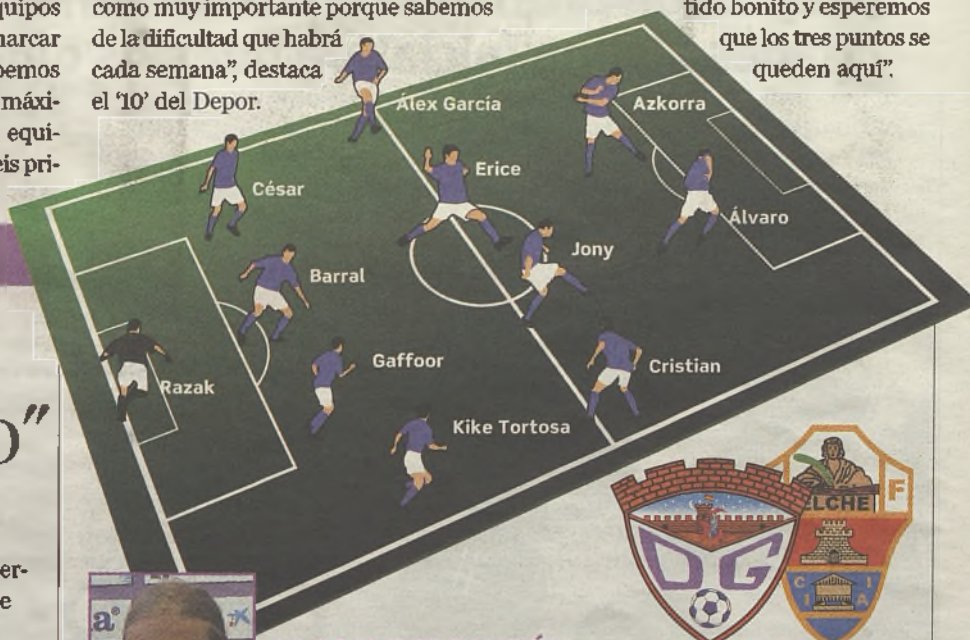 quipos
narcar
bemos
máxi-
equi-
eis pri-
como muy importante porque sabemos
de la dificultad que habrá
cada semana”, destaca
el ‘10’ del Depor.
tido bonito y esperemos
que los tres puntos se
queden aquí”.
Álex García
Azkorra
César
Erice
Álvaro
Jony
Barral
Gaffoor
Cristian
Razak
Kike Tortosa
O”
er-
e
DG
ELCHE
F
C I
I A
a